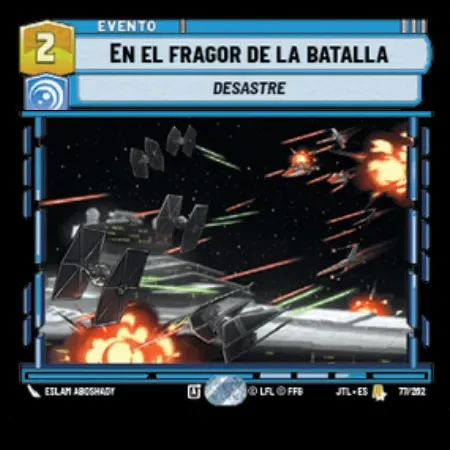 EVENTO
2
EN EL FRAGOR DE LA BATALLA
DESASTRE
ESLAM ABOSHADY
A
© LFL © FFG
JTL • ES
77/262